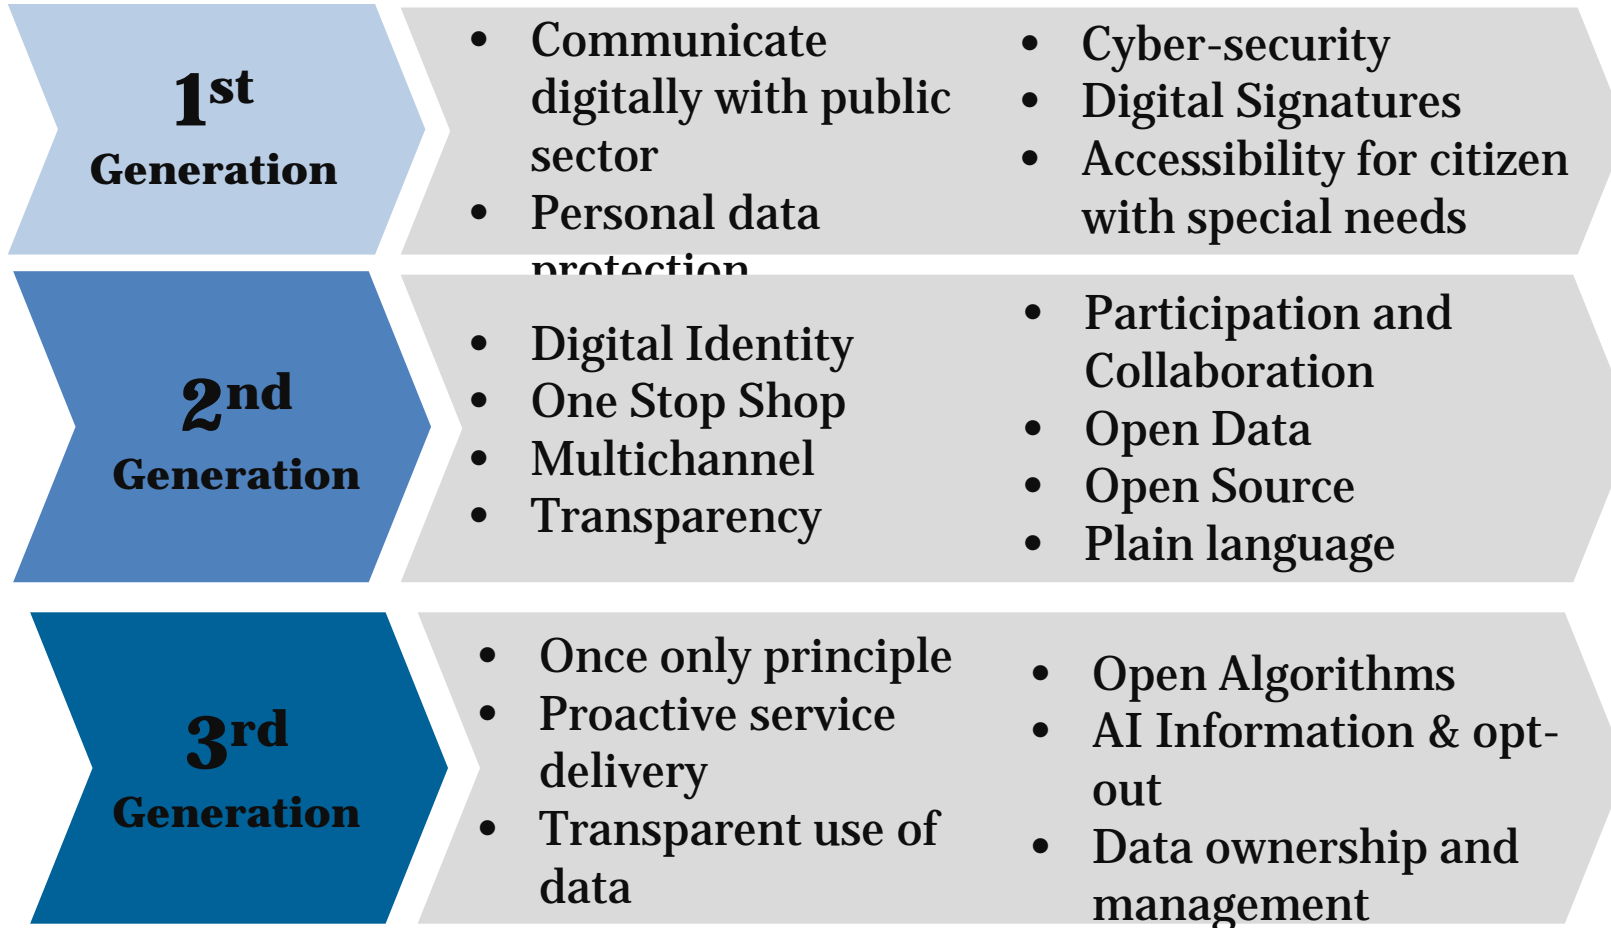 1st
Generation
• Communicate
digitally with public
sector
• Personal data
protection
• Cyber-security
• Digital Signatures
• Accessibility for citizen
with special needs
2nd
Generation
• Digital Identity
• One Stop Shop
• Multichannel
• Transparency
• Participation and
Collaboration
• Open Data
• Open Source
• Plain language
3rd
Generation
• Once only principle
• Proactive service
delivery
• Transparent use of
data
• Open Algorithms
• AI Information & opt-
out
• Data ownership and
management